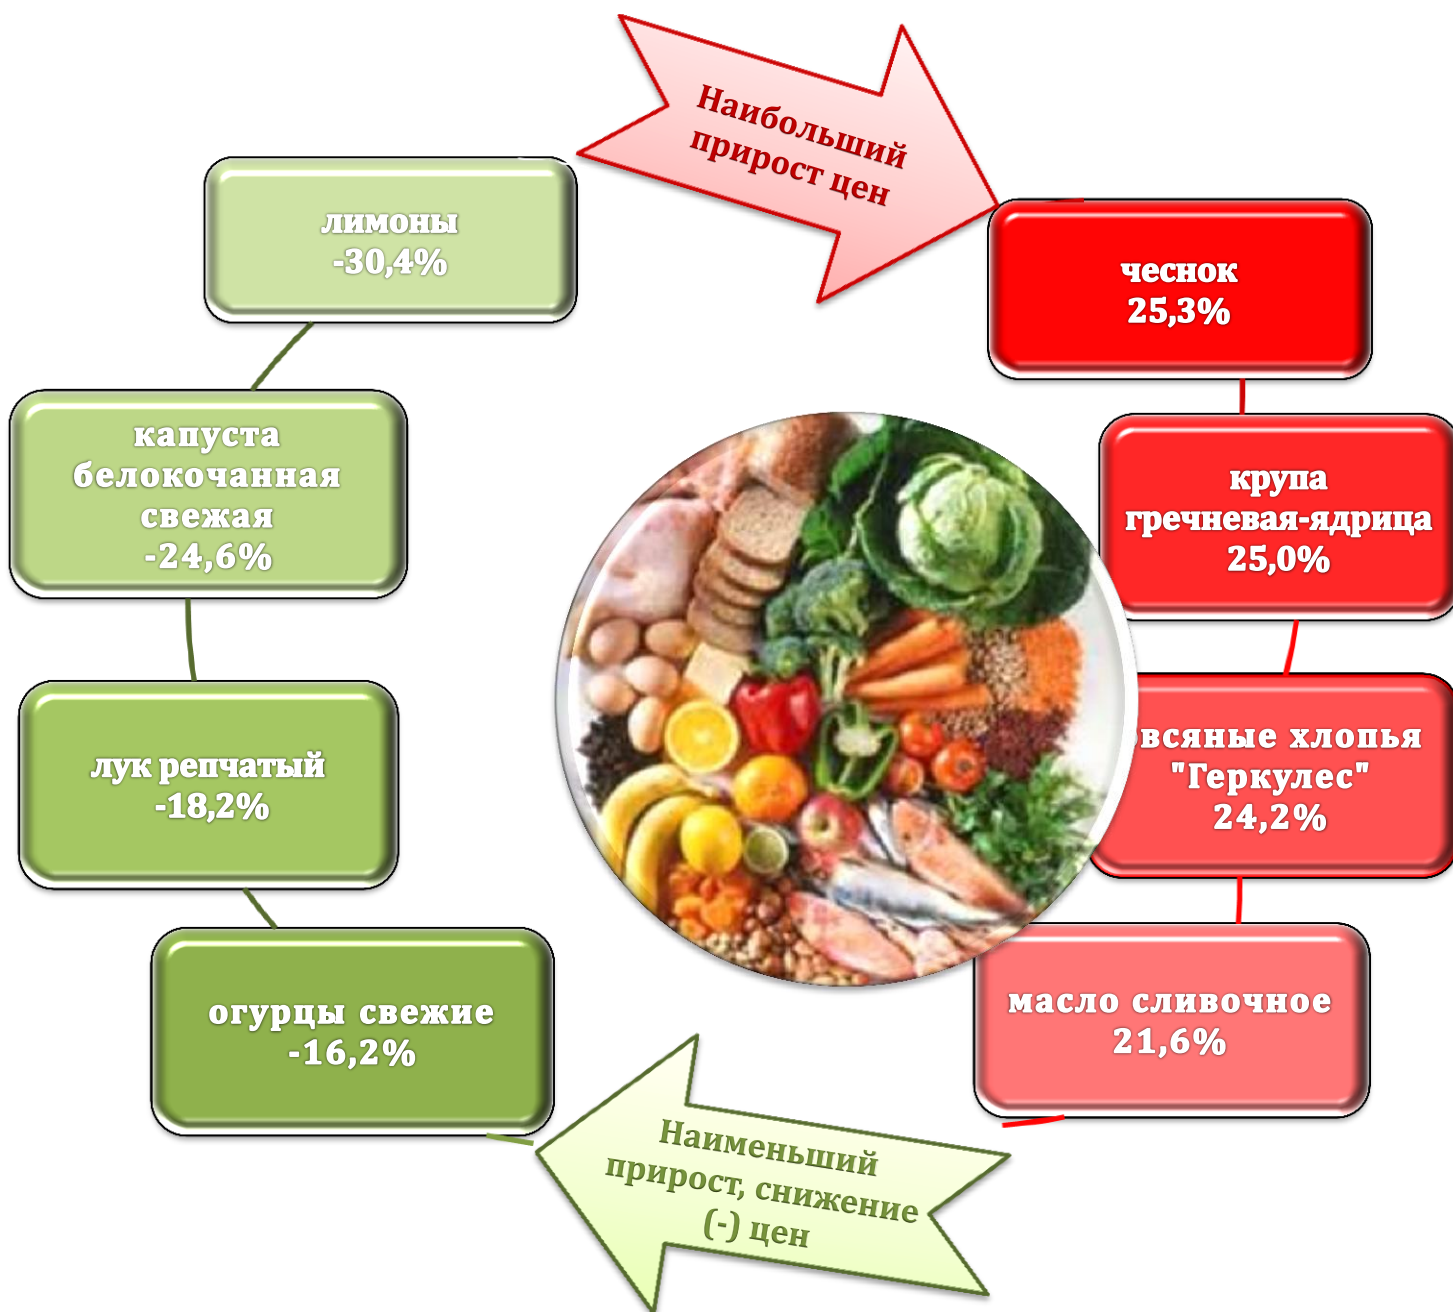 Наибольший
прирост цен
лимоны
-30,4%
капуста
белокочанная
свежая
-24,6%
лук репчатый
-18,2%
огурцы свежие
-16,2%
чеснок
25,3%
крупа
гречневая-ядрица
25,0%
всяные хлопья
"Геркулес"
24,2%
масло сливочное
21,6%
Наименьший
прирост, снижение
(-) цен